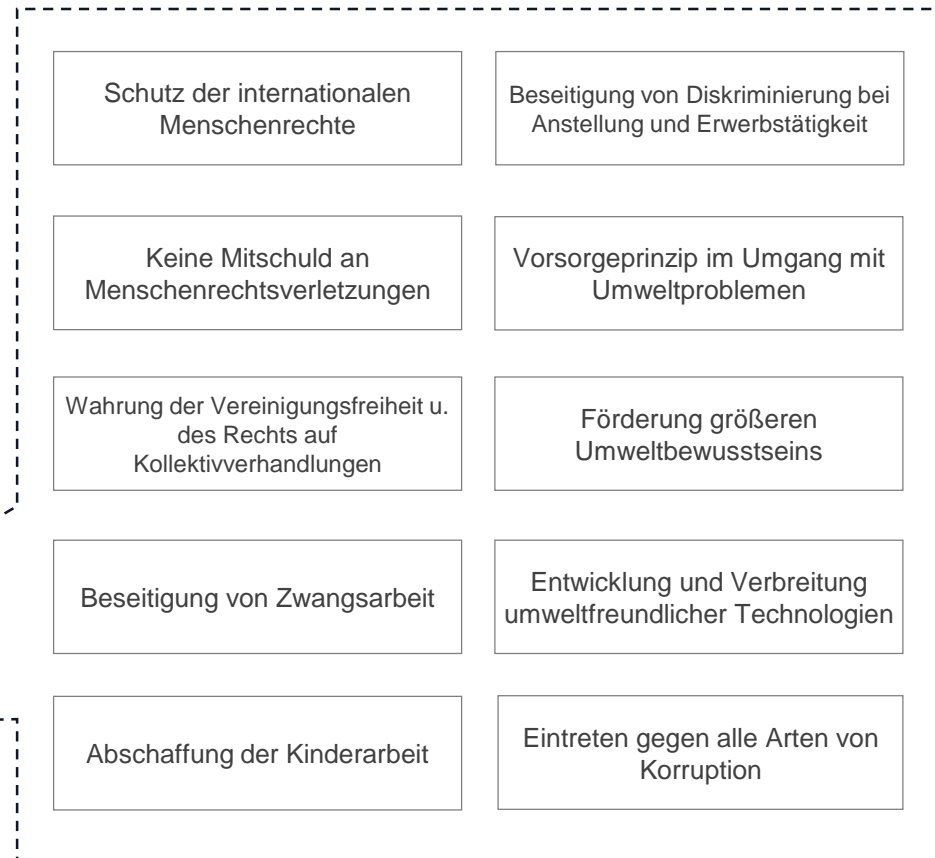 Schutz der internationalen
Menschenrechte
Beseitigung von Diskriminierung bei
Anstellung und Erwerbstätigkeit
Keine Mitschuld an
Menschenrechtsverletzungen
Vorsorgeprinzip im Umgang mit
Umweltproblemen
Wahrung der Vereinigungsfreiheit u.
des Rechts auf
Kollektivverhandlungen
Förderung größeren
Umweltbewusstseins
Beseitigung von Zwangsarbeit
Entwicklung und Verbreitung
umweltfreundlicher Technologien
Abschaffung der Kinderarbeit
Eintreten gegen alle Arten von
Korruption